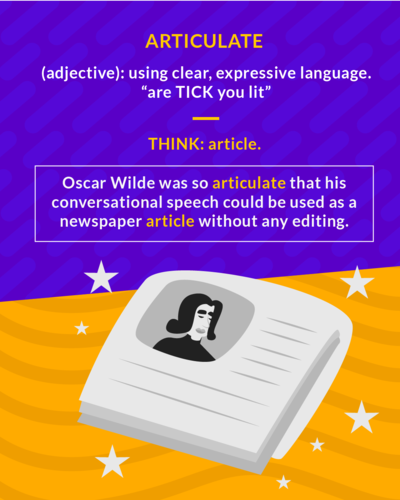 ARTICULATE
(adjective): using clear, expressive language.
“are TICK you lit”
THINK: article.
Oscar Wilde was so articulate that his
conversational speech could be used as a
newspaper article without any editing.